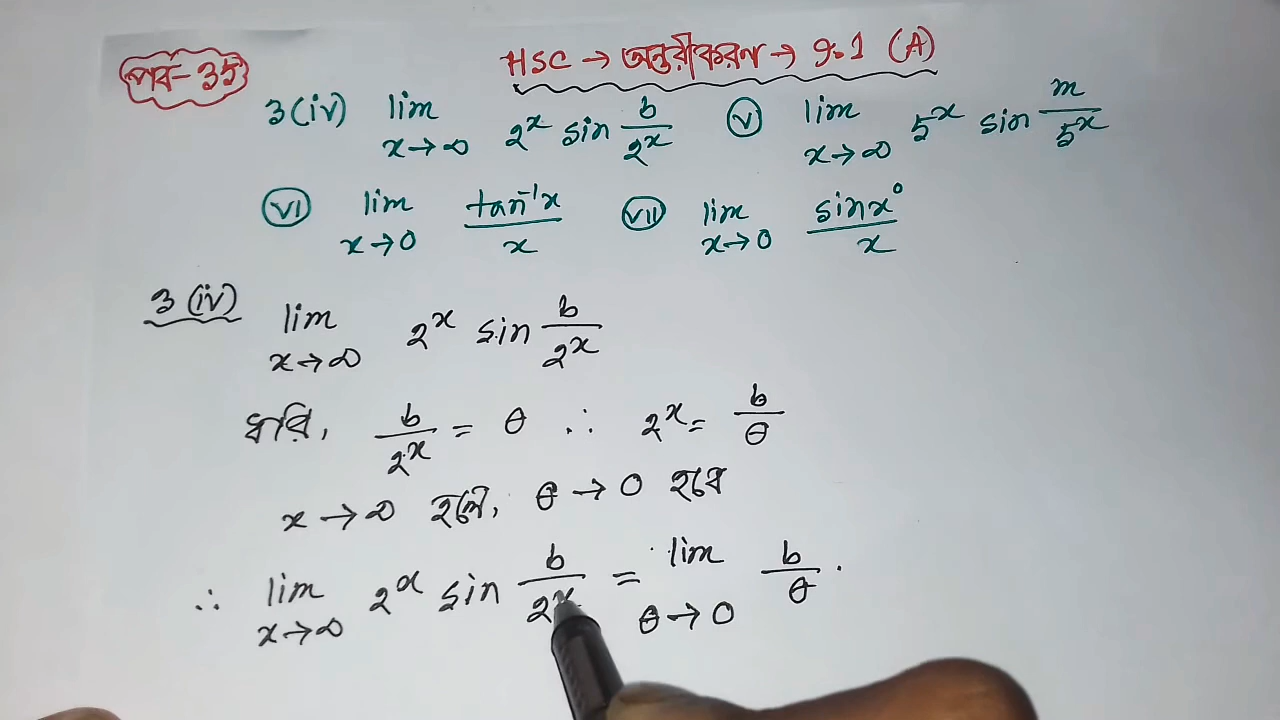 পর্ব-35
HSC → অন্তরীকরণ → 9.1 (A)
3(iv) lim x→∞ 2^x sin b/2^x (v) lim x→∞ 5^x sin m/5^x
(vi) lim x→0 tan⁻¹x/x (vii) lim x→0 sinx⁰/x
3(iv) lim x→∞ 2^x sin b/2^x
ধরি, b/2^x = θ ∴ 2^x = b/θ
x→∞ হলে, θ→0 হবে
∴ lim x→∞ 2^x sin b/2^x = lim θ→0 b/θ .